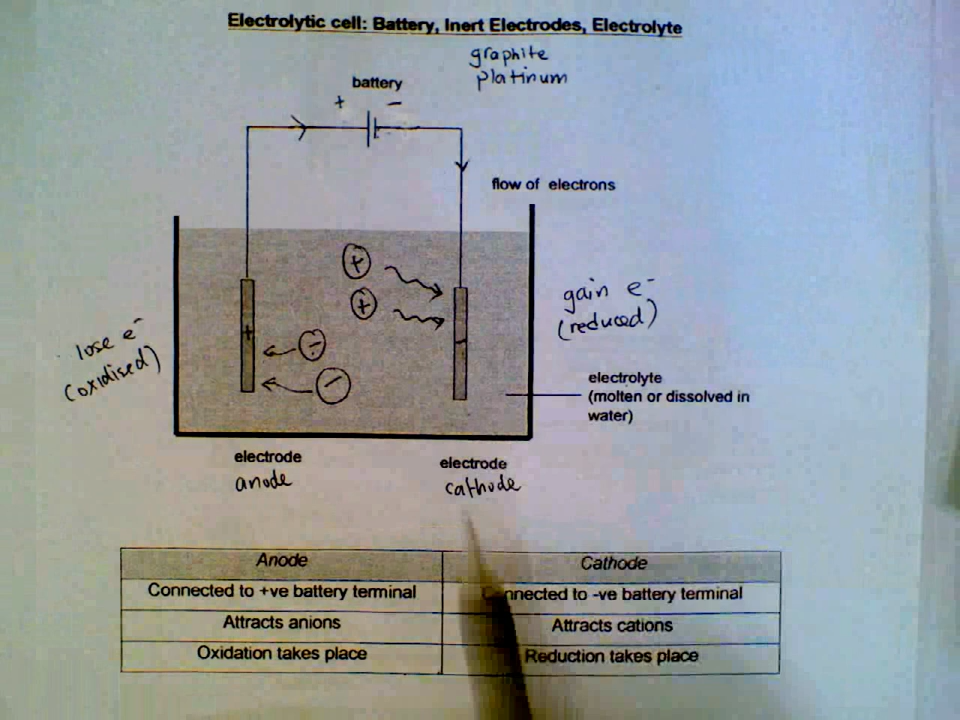 Electrolytic cell: Battery, Inert Electrodes, Electrolyte
graphite
platinum
battery
+ −
flow of electrons
+
+
gain e⁻
(reduced)
lose e⁻
(oxidised)
+
−
−
−
electrolyte
(molten or dissolved in
water)
electrode
anode
electrode
cathode
Anode Cathode
Connected to +ve battery terminal nnected to -ve battery terminal
Attracts anions Attracts cations
Oxidation takes place Reduction takes place